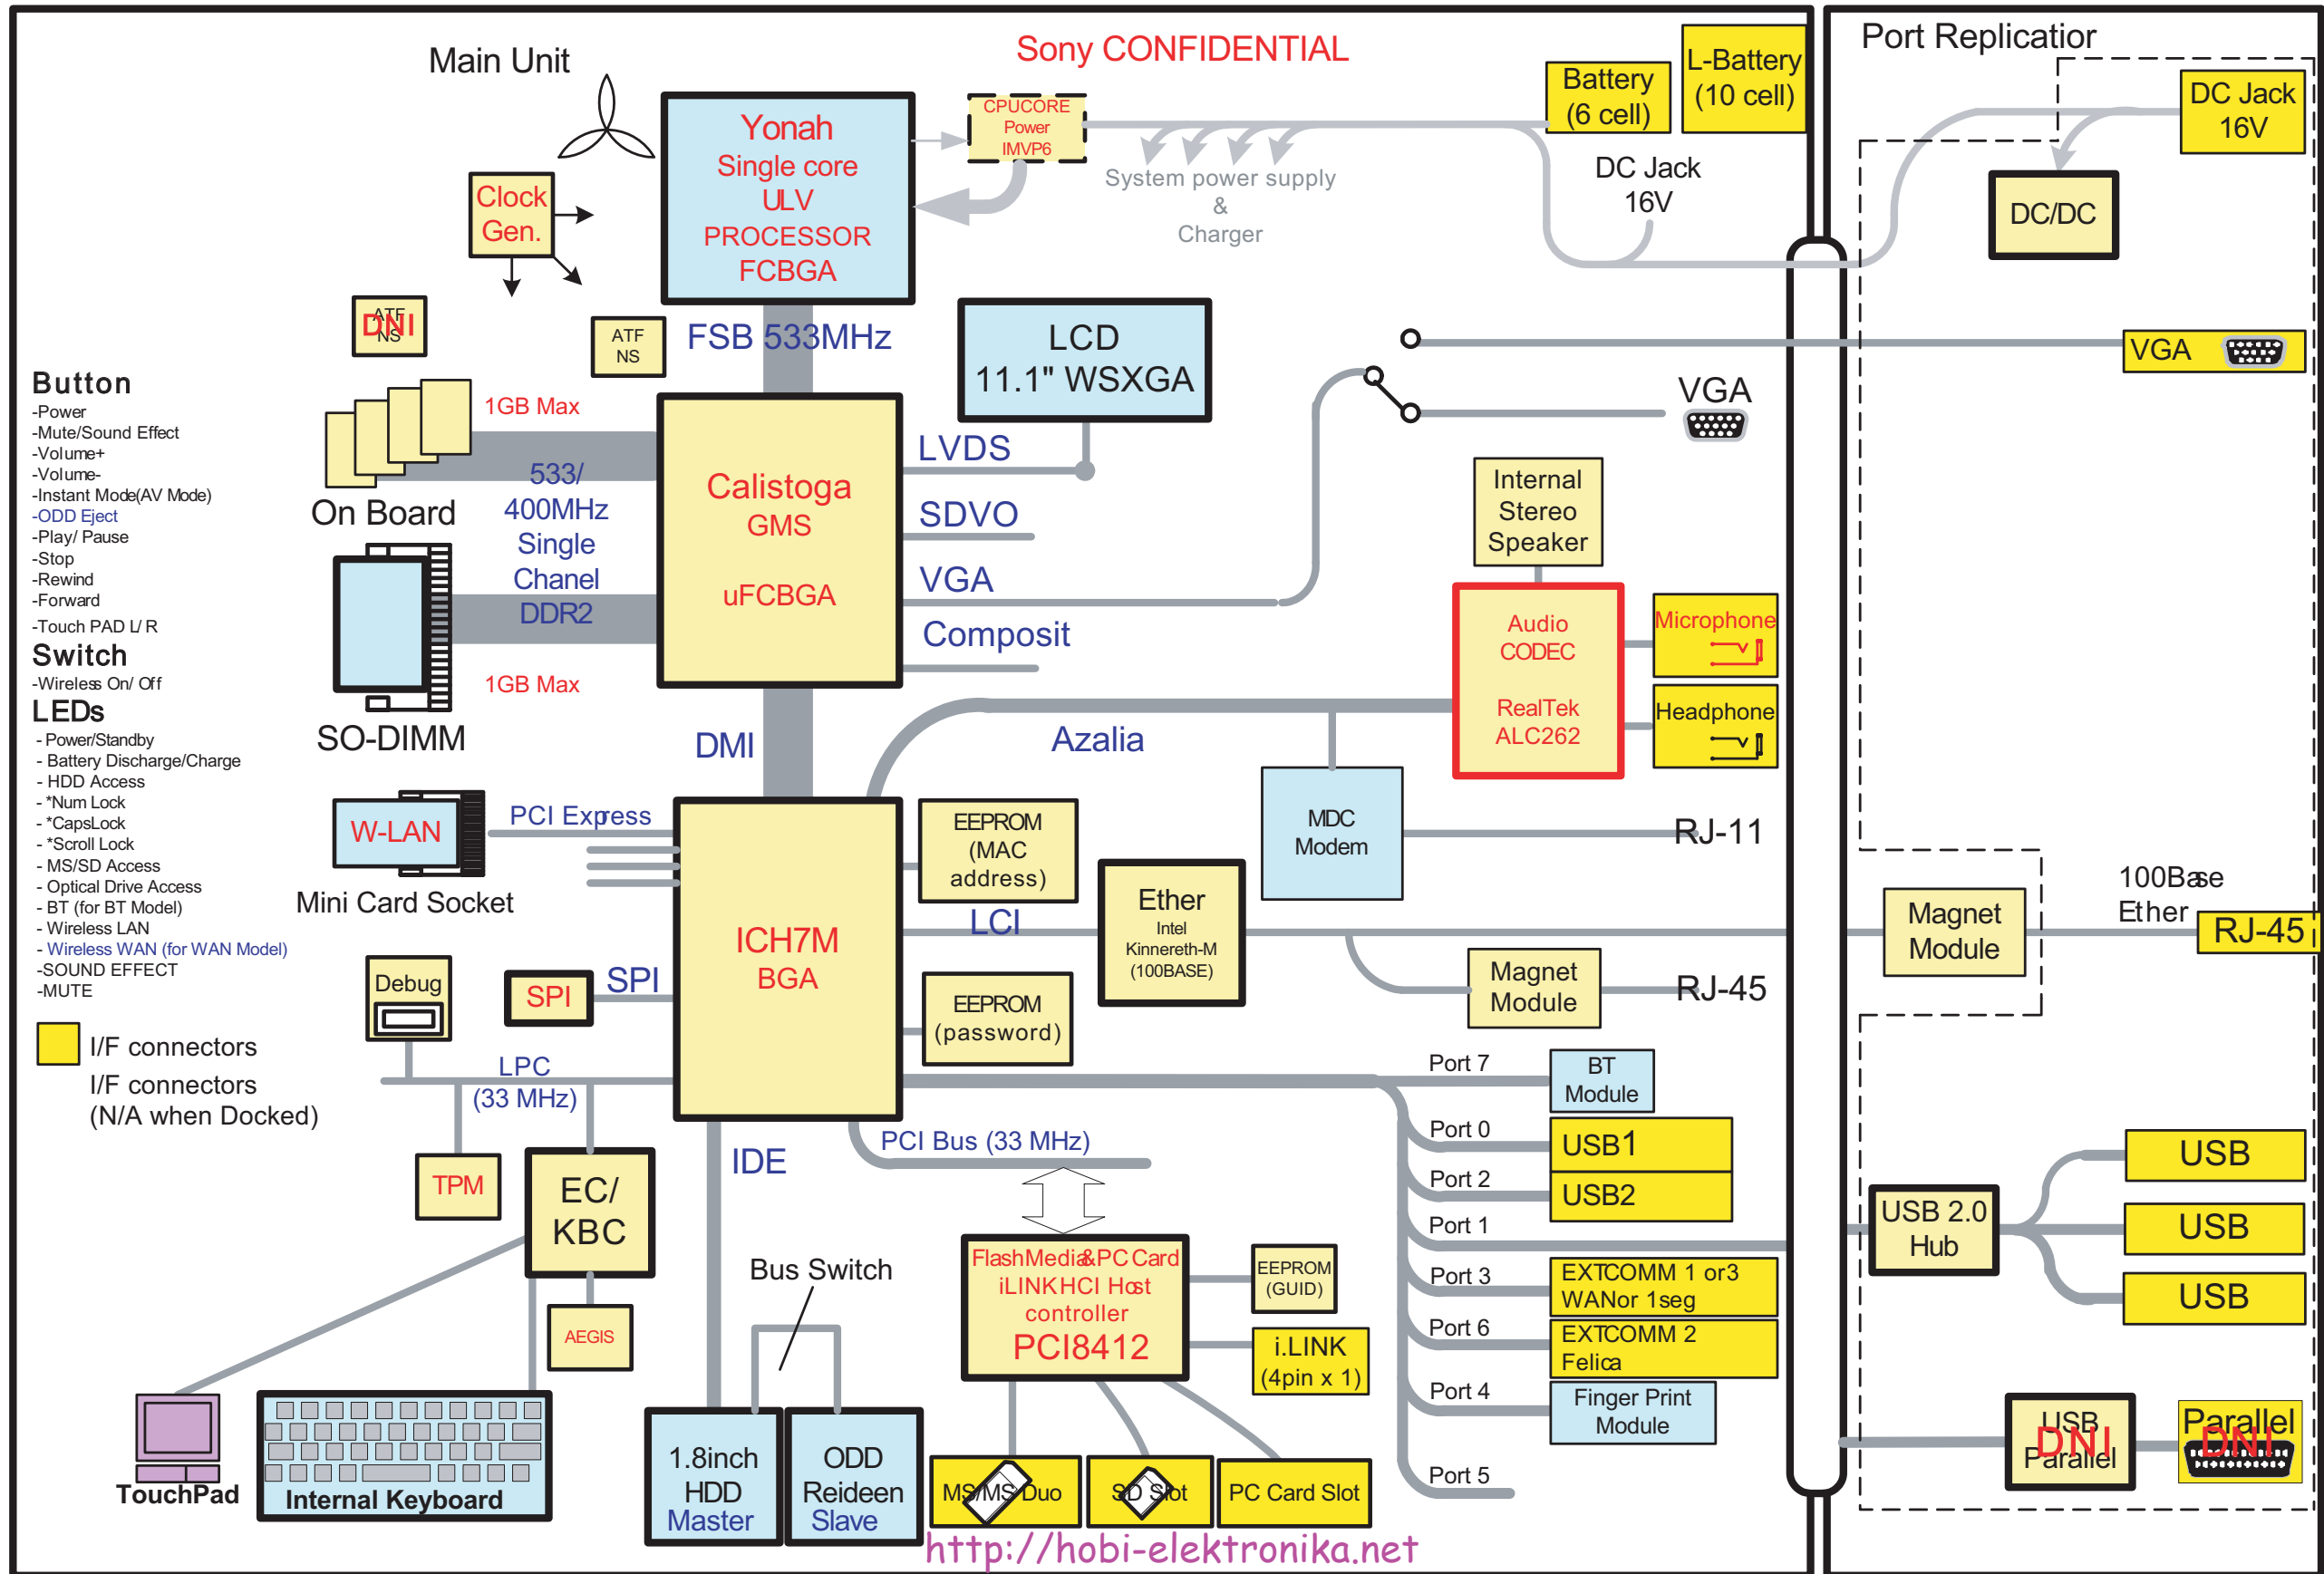 Sony CONFIDENTIAL
Main Unit
Port Replicatior
Yonah
Single core
ULV
PROCESSOR
FCBGA
CPUCORE
Power
IMVP6
Battery
(6 cell)
L-Battery
(10 cell)
DC Jack
16V
System power supply
&
Charger
DC Jack
16V
DC/DC
Clock
Gen.
ATF
NS
DNI
ATF
NS
FSB 533MHz
LCD
11.1" WSXGA
VGA
VGA
Button
-Power
-Mute/Sound Effect
-Volume+
-Volume-
-Instant Mode(AV Mode)
-ODD Eject
-Play/ Pause
-Stop
-Rewind
-Forward
-Touch PAD L/ R
Switch
-Wireless On/ Off
LEDs
- Power/Standby
- Battery Discharge/Charge
- HDD Access
- *Num Lock
- *CapsLock
- *Scroll Lock
- MS/SD Access
- Optical Drive Access
- BT (for BT Model)
- Wireless LAN
- Wireless WAN (for WAN Model)
-SOUND EFFECT
-MUTE
I/F connectors
I/F connectors
(N/A when Docked)
1GB Max
On Board
533/
400MHz
Single
Chanel
DDR2
1GB Max
SO-DIMM
Calistoga
GMS
uFCBGA
LVDS
SDVO
VGA
Composit
Internal
Stereo
Speaker
Audio
CODEC
RealTek
ALC262
Microphone
Headphone
DMI
Azalia
MDC
Modem
RJ-11
W-LAN
PCI Express
Mini Card Socket
ICH7M
BGA
EEPROM
(MAC
address)
LCI
Ether
Intel
Kinnereth-M
(100BASE)
EEPROM
(password)
Magnet
Module
RJ-45
Magnet
Module
100Base
Ether
RJ-45
Debug
SPI
SPI
LPC
(33 MHz)
TPM
EC/
KBC
AEGIS
TouchPad
Internal Keyboard
IDE
PCI Bus (33 MHz)
Bus Switch
1.8inch
HDD
Master
ODD
Reideen
Slave
FlashMedia&PC Card
iLINK HCI Host
controller
PCI8412
EEPROM
(GUID)
i.LINK
(4pin x 1)
MS/MS Duo
SD Slot
PC Card Slot
Port 7
BT
Module
Port 0
USB1
Port 2
USB2
Port 1
Port 3
EXTCOMM 1 or3
WANor 1seg
Port 6
EXTCOMM 2
Felica
Port 4
Finger Print
Module
Port 5
USB 2.0
Hub
USB
USB
USB
USB
Parallel
DNI
Parallel
DNI
http://hobi-elektronika.net